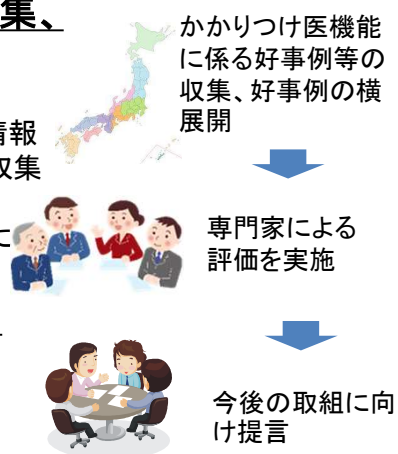 集、
かかりつけ医機能
に係る好事例等の
収集、好事例の横
展開
情報
収集
に
専門家による
評価を実施
今後の取組に向
け提言